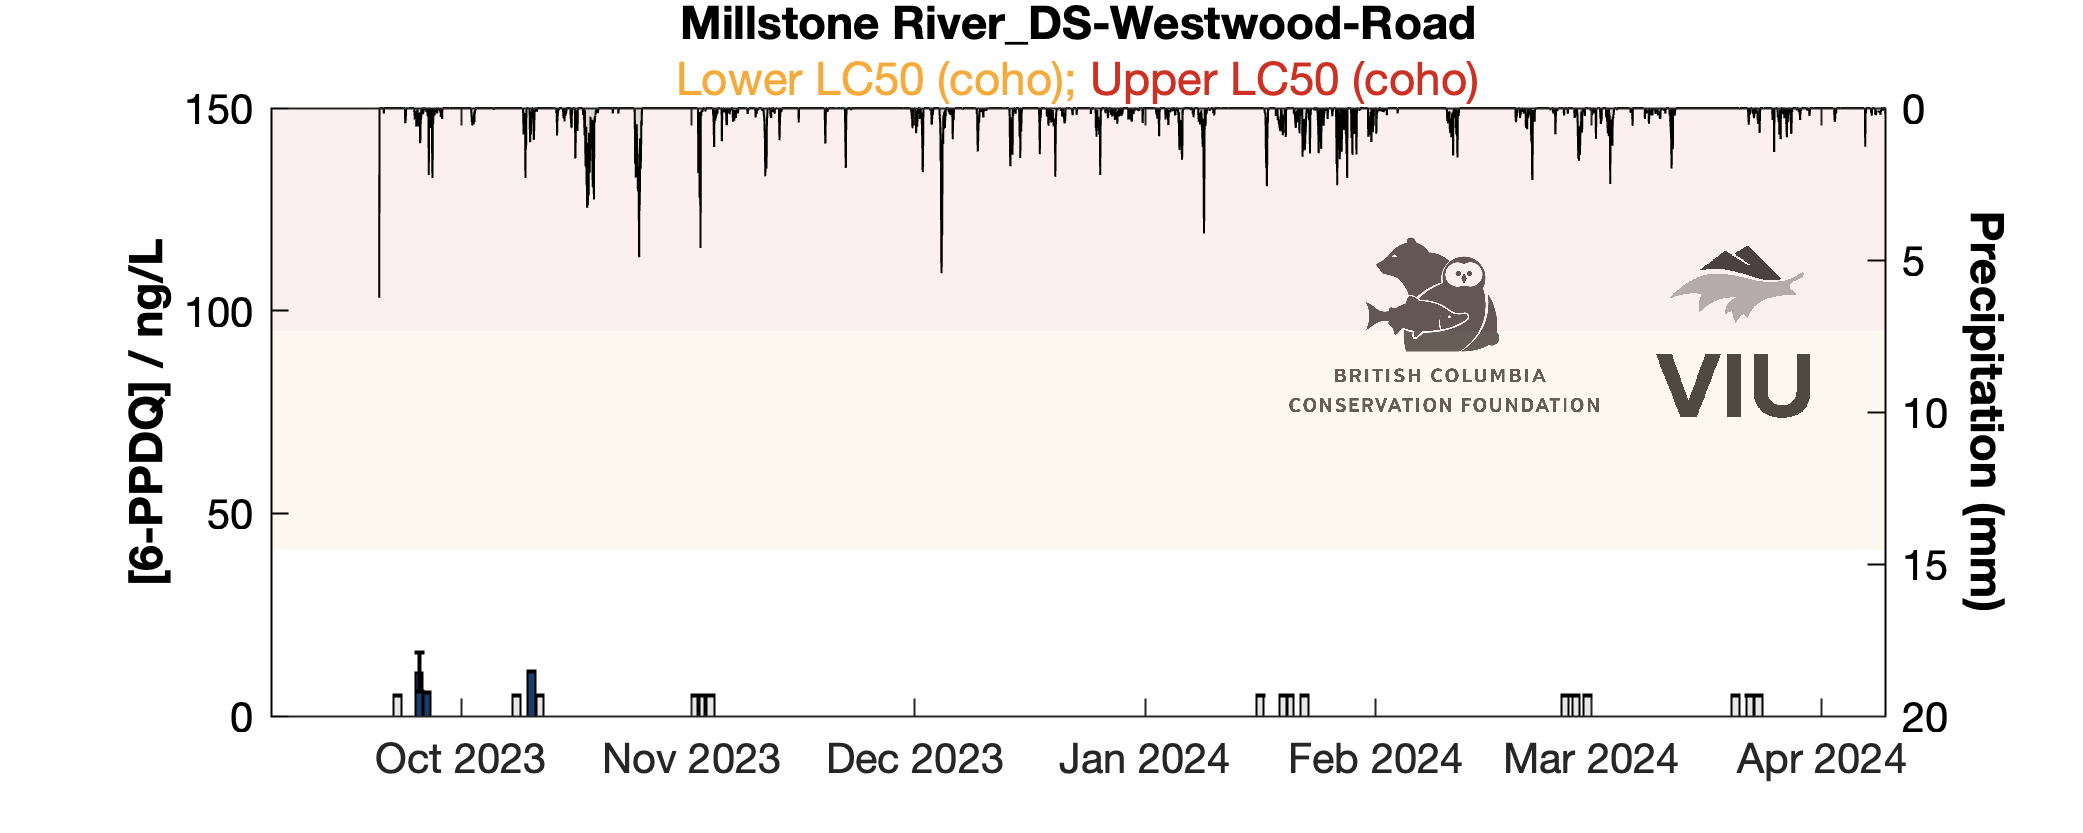 Millstone River_DS-Westwood-Road
Lower LC50 (coho); Upper LC50 (coho)
150
100
50
0
[6-PPDQ] / ng/L
0
5
10
15
20
Precipitation (mm)
BRITISH COLUMBIA
CONSERVATION FOUNDATION
VIU
Oct 2023
Nov 2023
Dec 2023
Jan 2024
Feb 2024
Mar 2024
Apr 2024